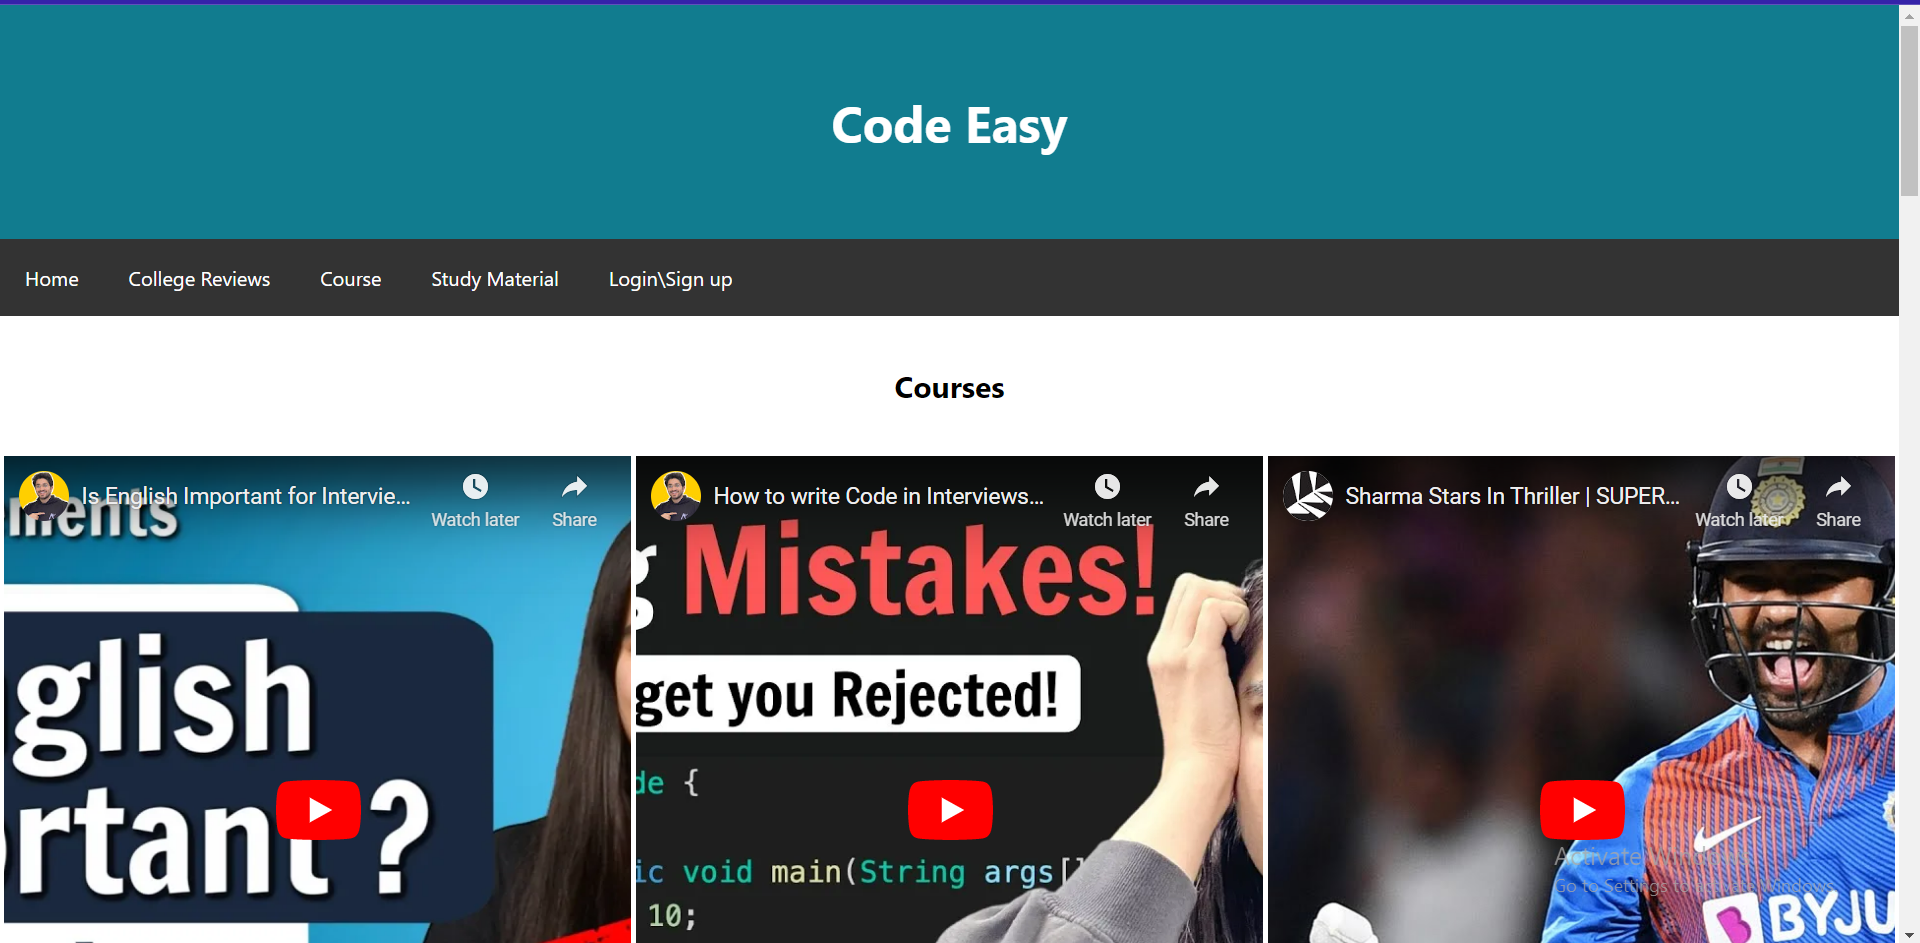 Code Easy
Home College Reviews Course Study Material Login\Sign up
Courses
Is English Important for Intervie...
Watch later Share
ments
glish
rtant ?
How to write Code in Interviews...
Watch later Share
g Mistakes!
get you Rejected!
de {
ic void main(String args[]
10;
Sharma Stars In Thriller | SUPER...
Watch later Share
Activate Windows
Go to Settings to activate Windows.
BYJU